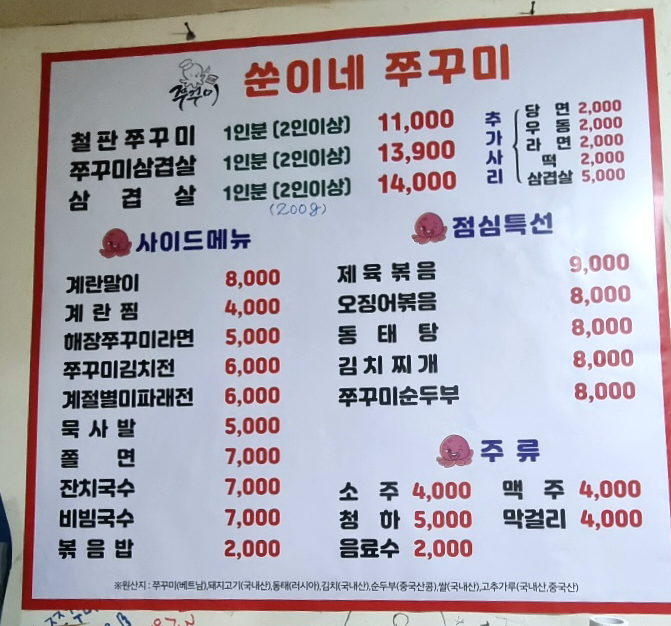 쭈꾸미
쑨이네 쭈꾸미
철판쭈꾸미 1인분 (2인이상) 11,000
쭈꾸미삼겹살 1인분 (2인이상) 13,900
삼겹살 1인분 (2인이상) 14,000
(200g)
추가사리
당면 2,000
우동 2,000
라면 2,000
떡 2,000
삼겹살 5,000
사이드메뉴
계란말이 8,000
계란찜 4,000
해장쭈꾸미라면 5,000
쭈꾸미김치전 6,000
계절별미파래전 6,000
묵사발 5,000
쫄면 7,000
잔치국수 7,000
비빔국수 7,000
볶음밥 2,000
점심특선
제육볶음 9,000
오징어볶음 8,000
동태탕 8,000
김치찌개 8,000
쭈꾸미순두부 8,000
주류
소주 4,000 맥주 4,000
청하 5,000 막걸리 4,000
음료수 2,000
※원산지 : 쭈꾸미(베트남),돼지고기(국내산),동태(러시아),김치(국내산),순두부(중국산콩),쌀(국내산),고추가루(국내산,중국산)